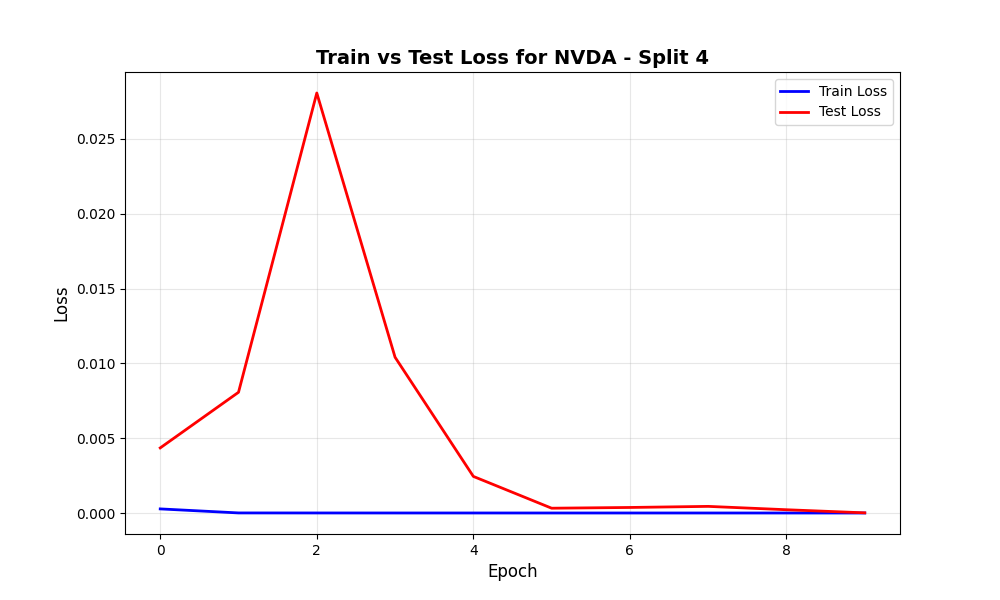 Train vs Test Loss for NVDA - Split 4
Train Loss
Test Loss
0.025
0.020
0.015
0.010
0.005
0.000
Loss
0 2 4 6 8
Epoch